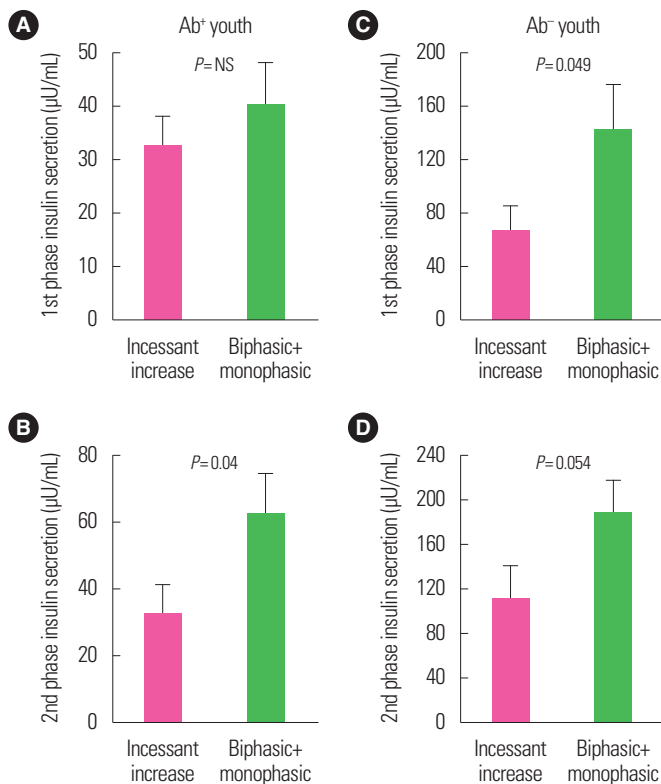 A
Ab+ youth
P= NS
1st phase insulin secretion (µU/mL)
50
40
30
20
10
0
Incessant
increase
Biphasic+
monophasic
C
Ab– youth
P= 0.049
1st phase insulin secretion (µU/mL)
200
160
120
80
40
0
Incessant
increase
Biphasic+
monophasic
B
P= 0.04
2nd phase insulin secretion (µU/mL)
80
60
40
20
0
Incessant
increase
Biphasic+
monophasic
D
P= 0.054
2nd phase insulin secretion (µU/mL)
240
200
160
120
80
40
0
Incessant
increase
Biphasic+
monophasic